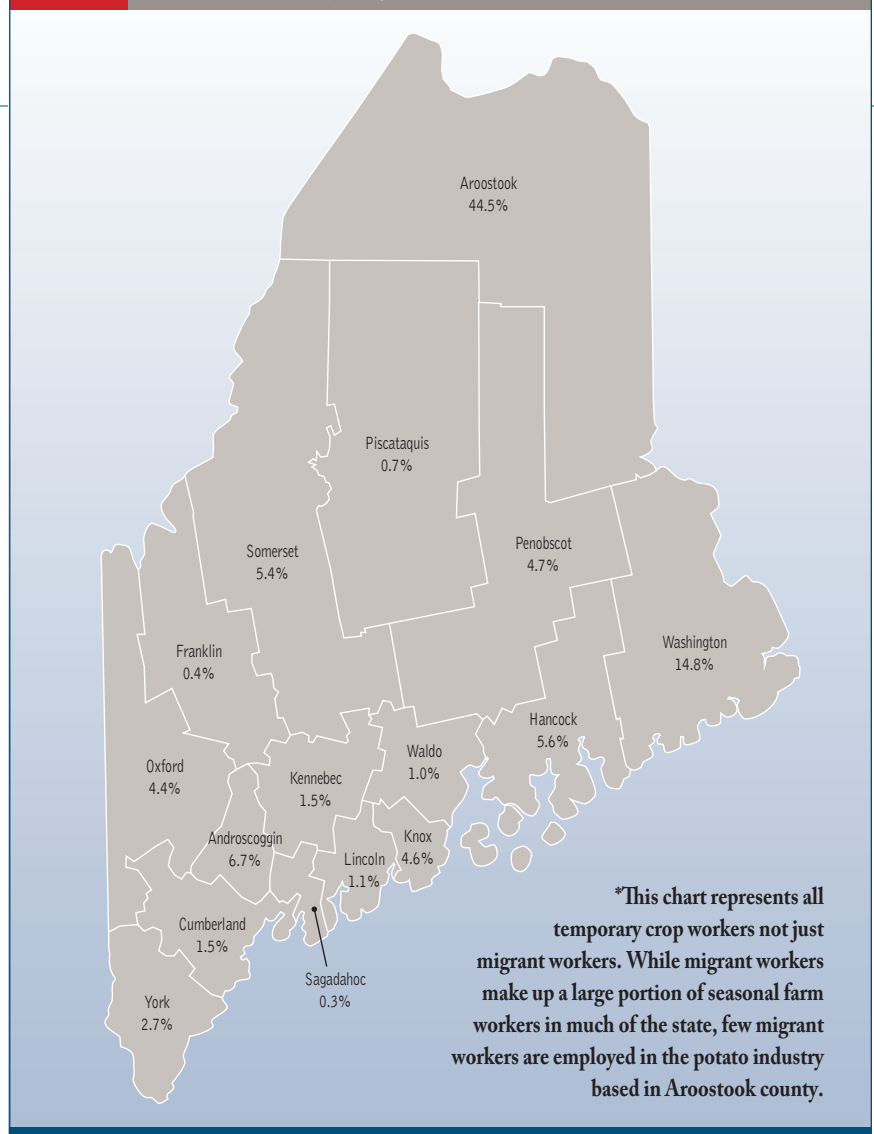 Aroostook
44.5%
Piscataquis
0.7%
Somerset
5.4%
Penobscot
4.7%
Franklin
0.4%
Washington
14.8%
Hancock
5.6%
Oxford
4.4%
Kennebec
1.5%
Waldo
1.0%
Androscoggin
6.7%
Lincoln
1.1%
Knox
4.6%
Cumberland
1.5%
Sagadahoc
0.3%
York
2.7%
*This chart represents all
temporary crop workers not just
migrant workers. While migrant workers
make up a large portion of seasonal farm
workers in much of the state, few migrant
workers are employed in the potato industry
based in Aroostook county.